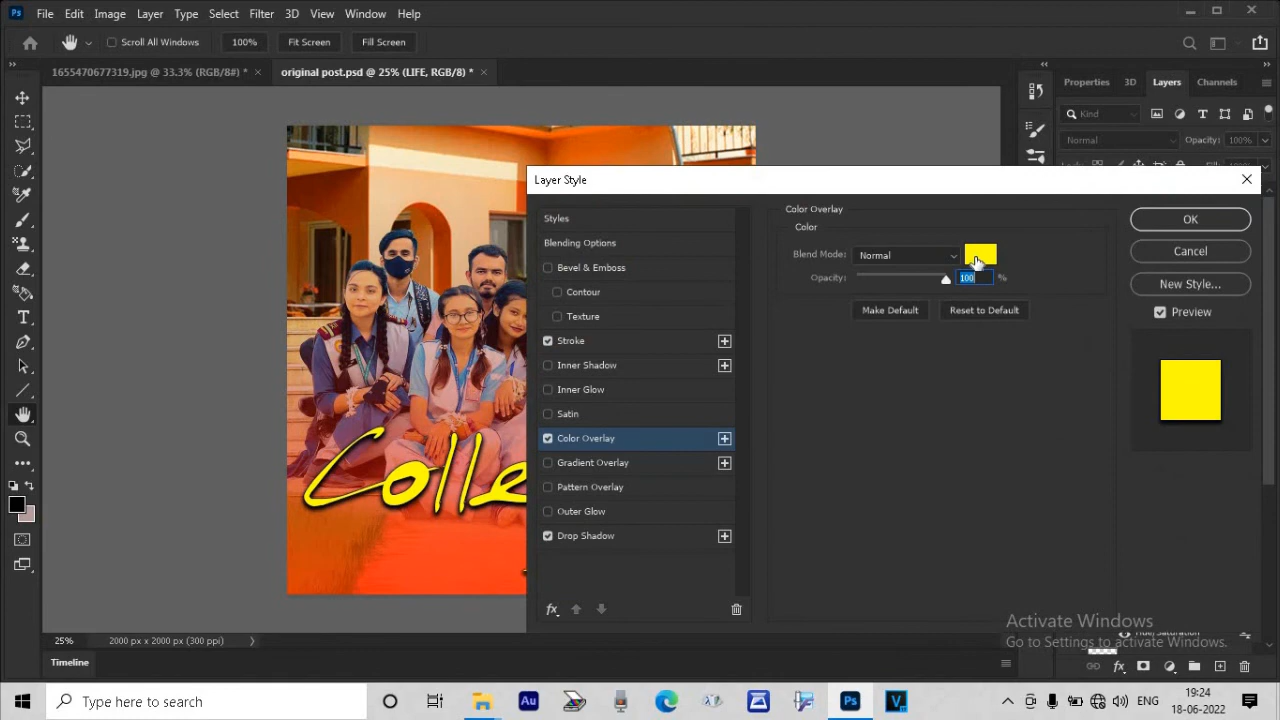 Ps File Edit Image Layer Type Select Filter 3D View Window Help
Scroll All Windows 100% Fit Screen Fill Screen
1655470677319.jpg @ 33.3% (RGB/8#) * × original post.psd @ 25% (LIFE, RGB/8) * ×
Properties 3D Layers Channels
Kind
Normal Opacity: 100%
Layer Style
Styles
Blending Options
Bevel & Emboss
Contour
Texture
Stroke
Inner Shadow
Inner Glow
Satin
Color Overlay
Gradient Overlay
Pattern Overlay
Outer Glow
Drop Shadow
fx
Color Overlay
Color
Blend Mode: Normal
Opacity: 100 %
Make Default Reset to Default
OK
Cancel
New Style...
Preview
Colle
Activate Windows
Go to Settings to activate Windows.
25% 2000 px x 2000 px (300 ppi)
Timeline
fx
Type here to search
Au
Ps
V
ENG
19:24
18-06-2022